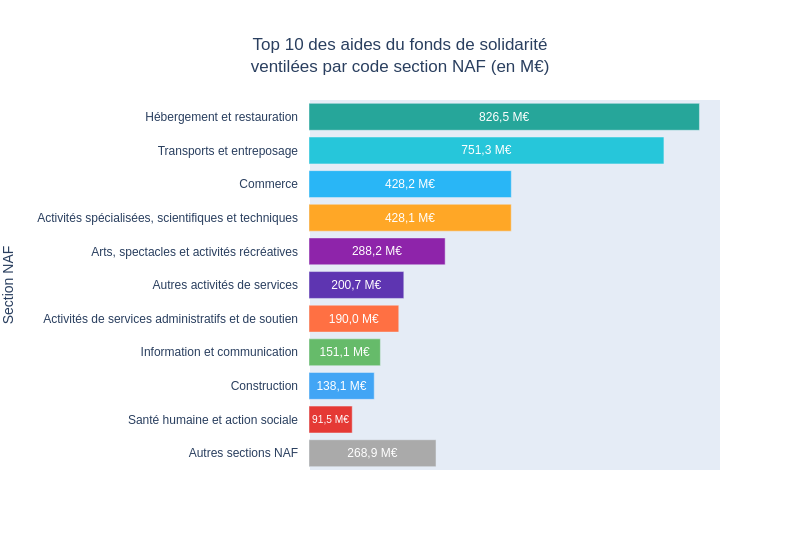 Top 10 des aides du fonds de solidarité
ventilées par code section NAF (en M€)
Section NAF
Hébergement et restauration 826,5 M€
Transports et entreposage 751,3 M€
Commerce 428,2 M€
Activités spécialisées, scientifiques et techniques 428,1 M€
Arts, spectacles et activités récréatives 288,2 M€
Autres activités de services 200,7 M€
Activités de services administratifs et de soutien 190,0 M€
Information et communication 151,1 M€
Construction 138,1 M€
Santé humaine et action sociale 91,5 M€
Autres sections NAF 268,9 M€